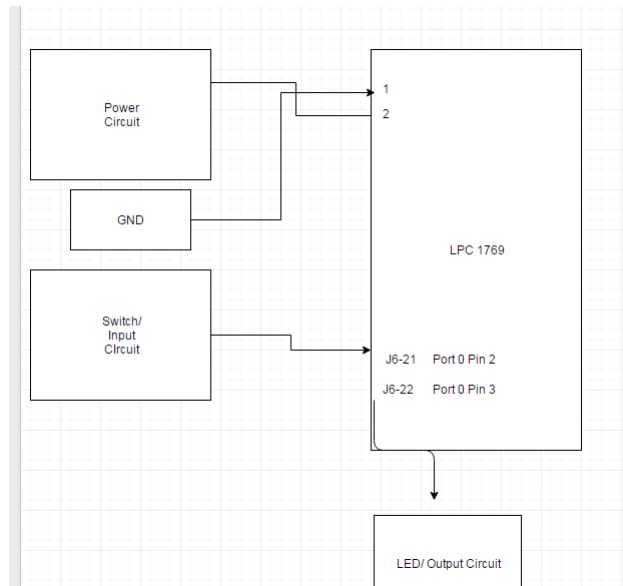 Power
Circuit
1
2
GND
LPC 1769
Switch/
Input
CIrcuit
J6-21 Port 0 Pin 2
J6-22 Port 0 Pin 3
LED/ Output Circuit